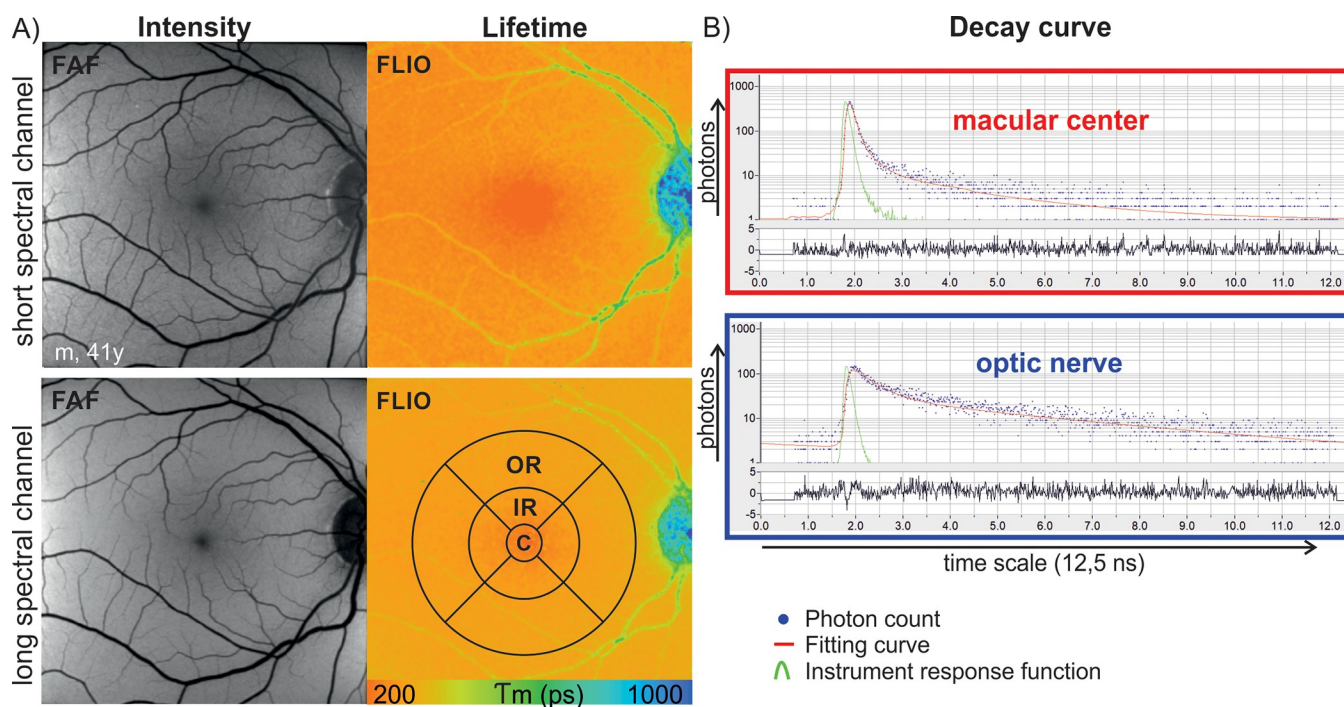 A)
Intensity
Lifetime
short spectral channel
FAF
m, 41y
FLIO
long spectral channel
FAF
FLIO
OR
IR
C
200 Tm (ps) 1000
B)
Decay curve
photons
1000
100
10
1
macular center
5
0
-5
0.0 1.0 2.0 3.0 4.0 5.0 6.0 7.0 8.0 9.0 10.0 11.0 12.0
photons
1000
100
10
1
optic nerve
5
0
-5
0.0 1.0 2.0 3.0 4.0 5.0 6.0 7.0 8.0 9.0 10.0 11.0 12.0
time scale (12,5 ns)
Photon count
Fitting curve
Instrument response function